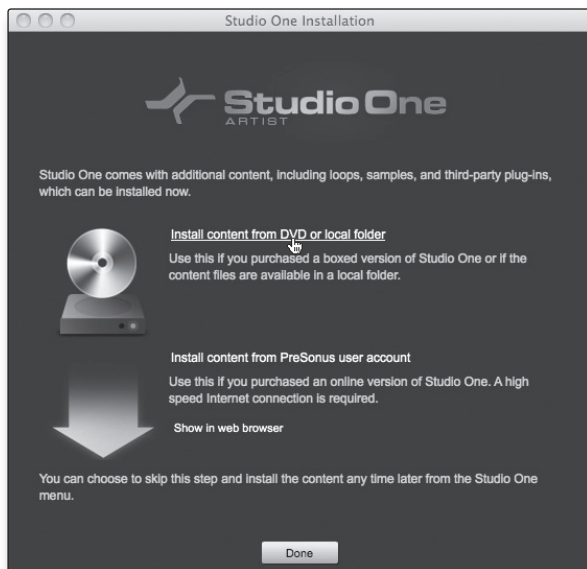 Studio One Installation
Studio One
ARTIST
Studio One comes with additional content, including loops, samples, and third-party plug-ins,
which can be installed now.
Install content from DVD or local folder
Use this if you purchased a boxed version of Studio One or if the
content files are available in a local folder.
Install content from PreSonus user account
Use this if you purchased an online version of Studio One. A high
speed Internet connection is required.
Show in web browser
You can choose to skip this step and install the content any time later from the Studio One
menu.
Done